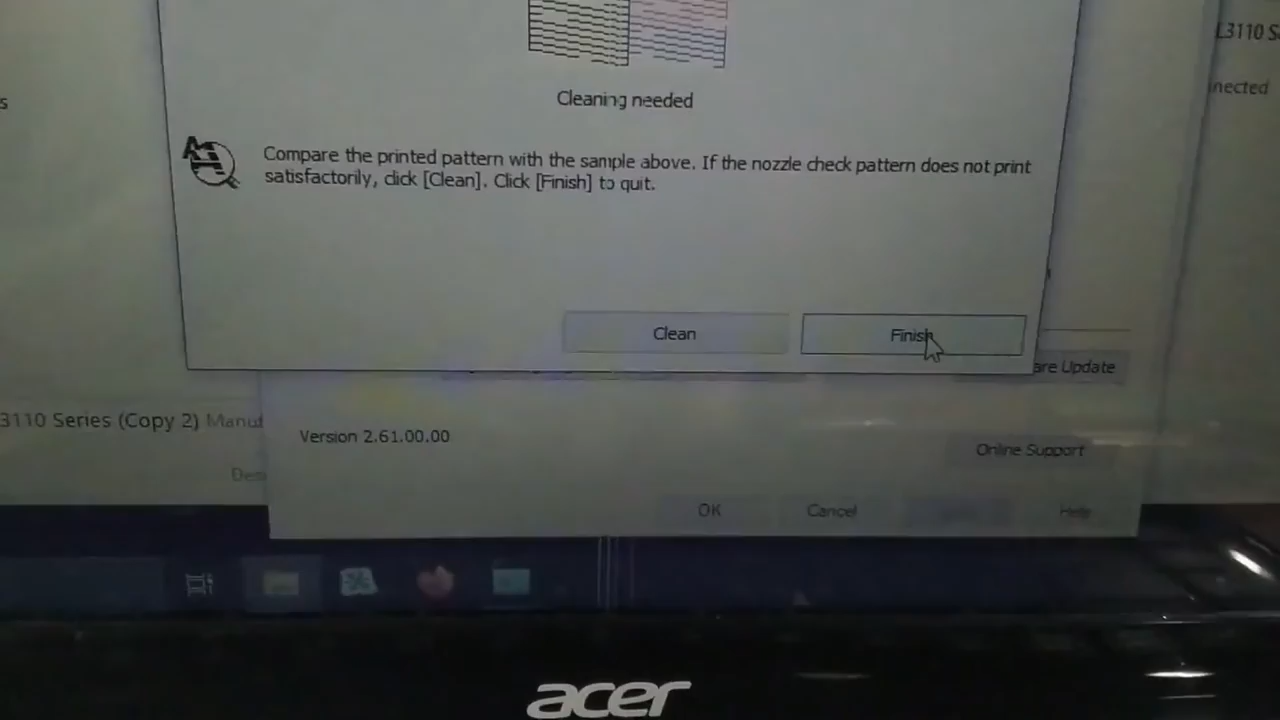 L3110 S
s
nected
Cleaning needed
Compare the printed pattern with the sample above. If the nozzle check pattern does not print
satisfactorily, click [Clean]. Click [Finish] to quit.
Clean
Finish
are Update
3110 Series (Copy 2) Manuf
Version 2.61.00.00
Online Support
Des
OK
Cancel
Help
acer